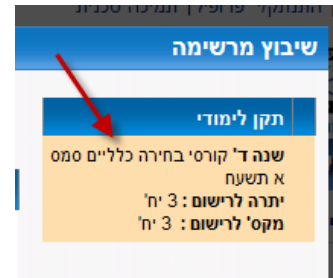 התנתק | פרופיל | תמיכה טכנית
שיבוץ מרשימה
תקן לימודי
שנה ד' קורסי בחירה כלליים סמס
א תשעח
יתרה לרישום : 3 יח'
מקס' לרישום : 3 יח'